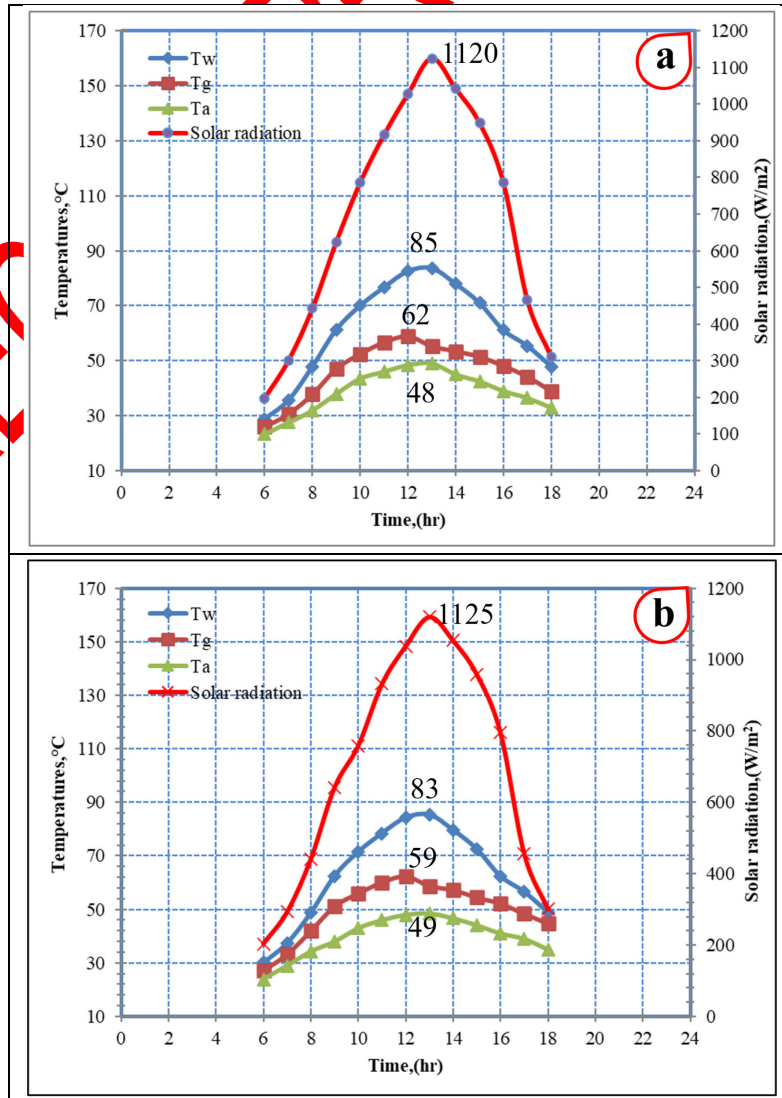 170
150
130
110
90
70
50
30
10
Temperatures,°C
Tw
Tg
Ta
Solar radiation
1120
85
62
48
a
1200
1100
1000
900
800
700
600
500
400
300
200
100
0
Solar radiation,(W/m2)
0 2 4 6 8 10 12 14 16 18 20 22 24
Time,(hr)
170
150
130
110
90
70
50
30
10
Temperatures,°C
Tw
Tg
Ta
Solar radiation
1125
83
59
49
b
1200
1000
800
600
400
200
0
Solar radiation,(W/m²)
0 2 4 6 8 10 12 14 16 18 20 22 24
Time,(hr)